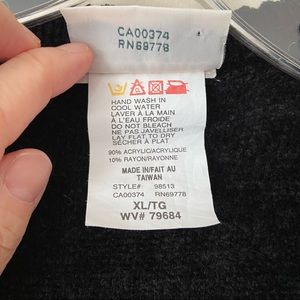 CA00374
RN69778
HAND WASH IN
COOL WATER
LAVER À LA MAIN
À L'EAU FROIDE
DO NOT BLEACH
NE PAS JAVELLISER
LAY FLAT TO DRY
SÉCHER À PLAT
90% ACRYLIC/ACRYLIQUE
10% RAYON/RAYONNE
MADE IN/FAIT AU
TAIWAN
STYLE# 98513
CA00374 RN69778
XL/TG
WV# 79684